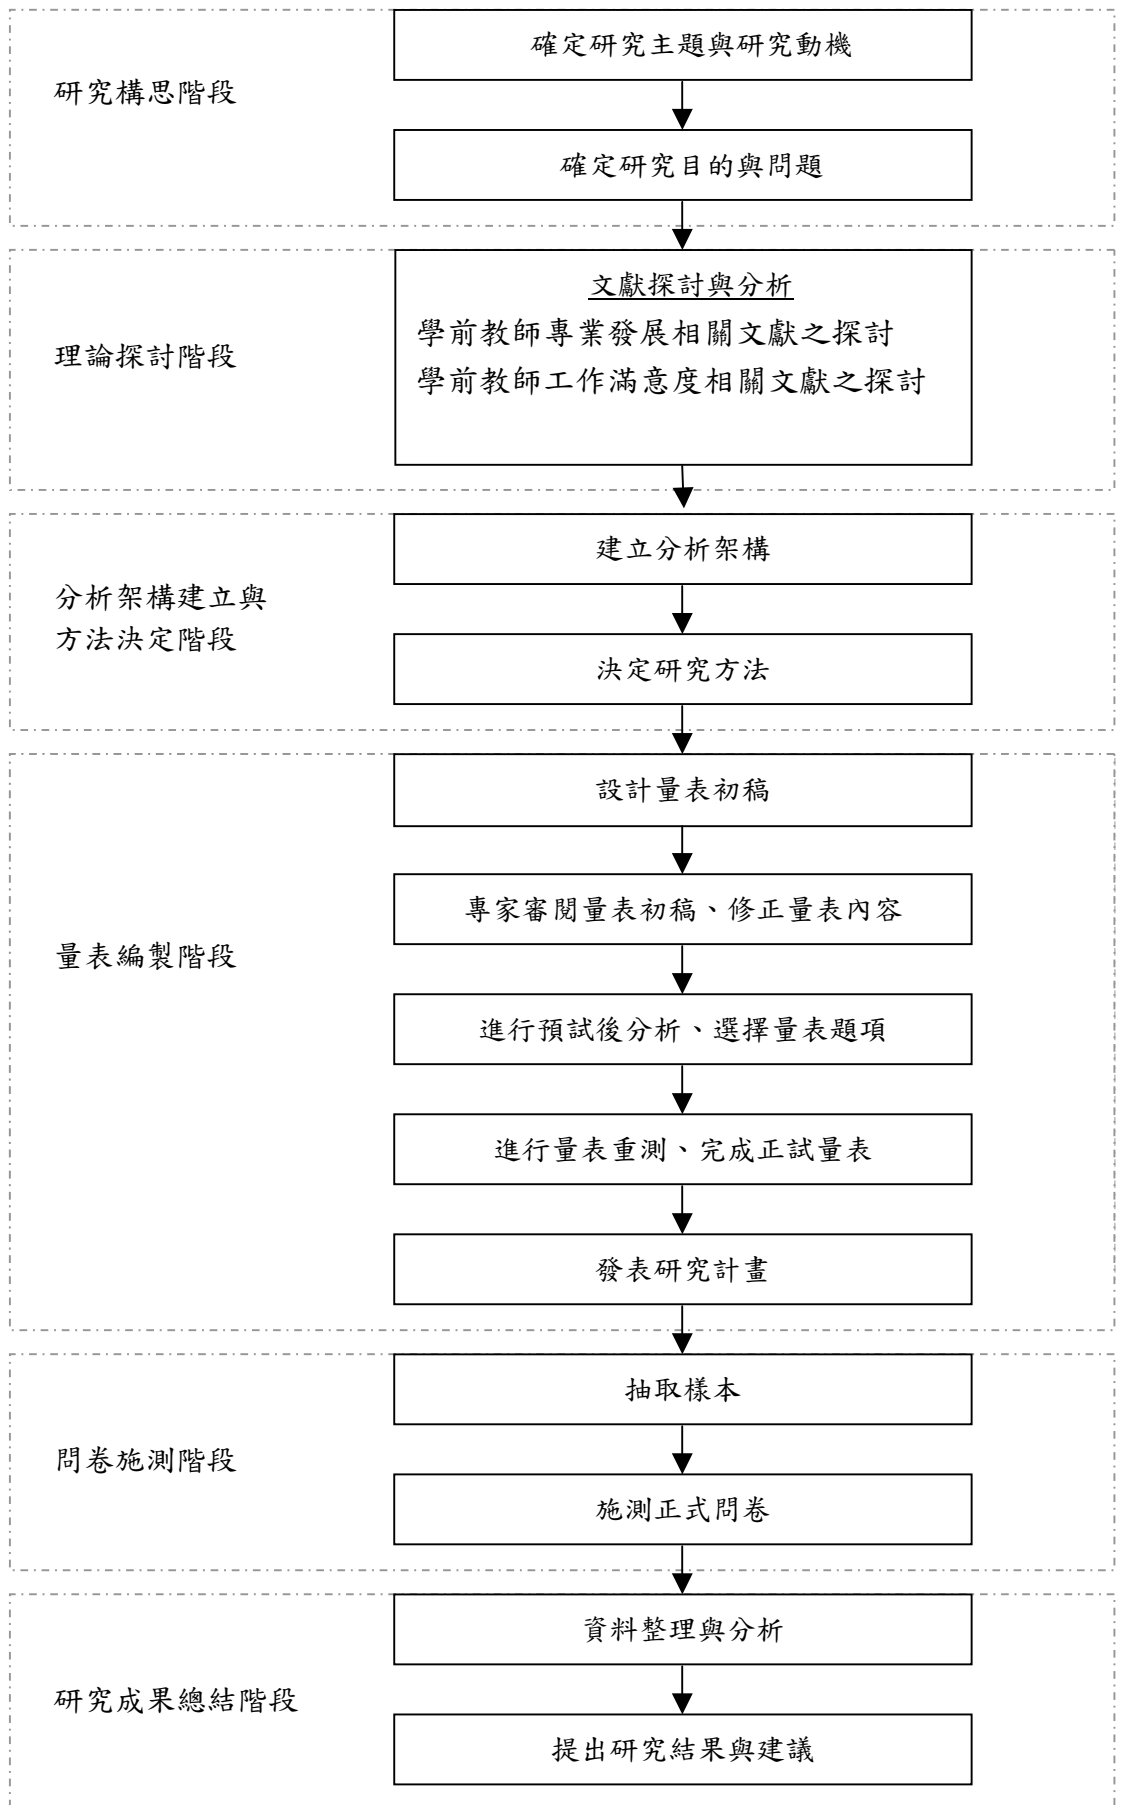 確定研究主題與研究動機
研究構思階段
確定研究目的與問題
文獻探討與分析
學前教師專業發展相關文獻之探討
理論探討階段
學前教師工作滿意度相關文獻之探討
建立分析架構
分析架構建立與
方法決定階段
決定研究方法
設計量表初稿
專家審閱量表初稿、修正量表內容
量表編製階段
進行預試後分析、選擇量表題項
進行量表重測、完成正試量表
發表研究計畫
抽取樣本
問卷施測階段
施測正式問卷
資料整理與分析
研究成果總結階段
提出研究結果與建議